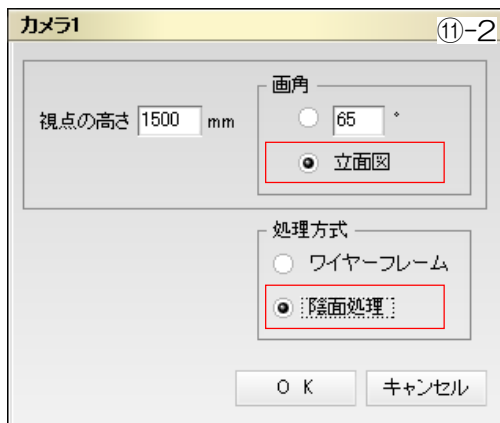 カメラ1
⑪-2
画角
視点の高さ 1500 mm
65 °
立面図
処理方式
ワイヤーフレーム
陰面処理
OK キャンセル